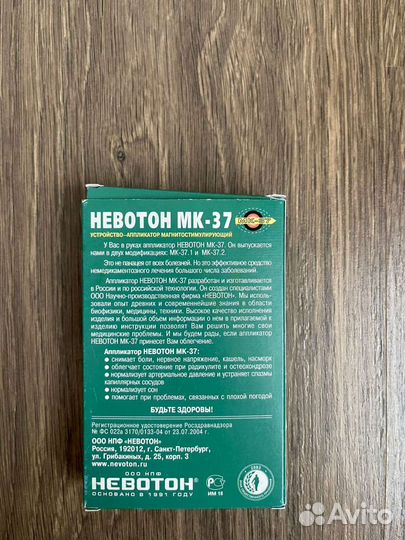 НЕВОТОН МК-37
МК-37
УСТРОЙСТВО-АППЛИКАТОР МАГНИТОСТИМУЛИРУЮЩИЙ
У Вас в руках аппликатор НЕВОТОН МК-37. Он выпускается
нами в двух модификациях: МК-37.1 и МК-37.2.
Это не панацея от всех болезней. Но это эффективное средство
немедикаментозного лечения большого числа заболеваний.
Аппликатор НЕВОТОН МК-37 разработан и изготавливается
в России и по российской технологии. Он создан специалистами
ООО Научно-производственная фирма «НЕВОТОН». Мы использо-
вали опыт древних и современнейшие знания в области
биофизики, медицины, техники. Высокое качество исполнения
изделия и большой объем информации о нем в прилагаемой к
изделию инструкции позволят Вам решить многие свои
медицинские проблемы. И мы будем рады, если аппликатор
НЕВОТОН МК-37 принесет Вам облегчение.
Аппликатор НЕВОТОН МК-37:
● снимает боли, нервное напряжение, кашель, насморк
● облегчает состояние при радикулите и остеохондрозе
● нормализует артериальное давление и устраняет спазмы
капиллярных сосудов
● нормализует сон
● помогает при проблемах, связанных с плохой погодой
БУДЬТЕ ЗДОРОВЫ!
Регистрационное удостоверение Росздравнадзора
№ ФС 022а 3170/0133-04 от 23.07.2004 г.
ООО НПФ «НЕВОТОН»
Россия, 192012, г. Санкт-Петербург,
ул. Грибакиных, д. 25, корп. 3
www.nevoton.ru
ООО НПФ
НЕВОТОН®
ОСНОВАНО В 1991 ГОДУ
ИМ 18
Avito